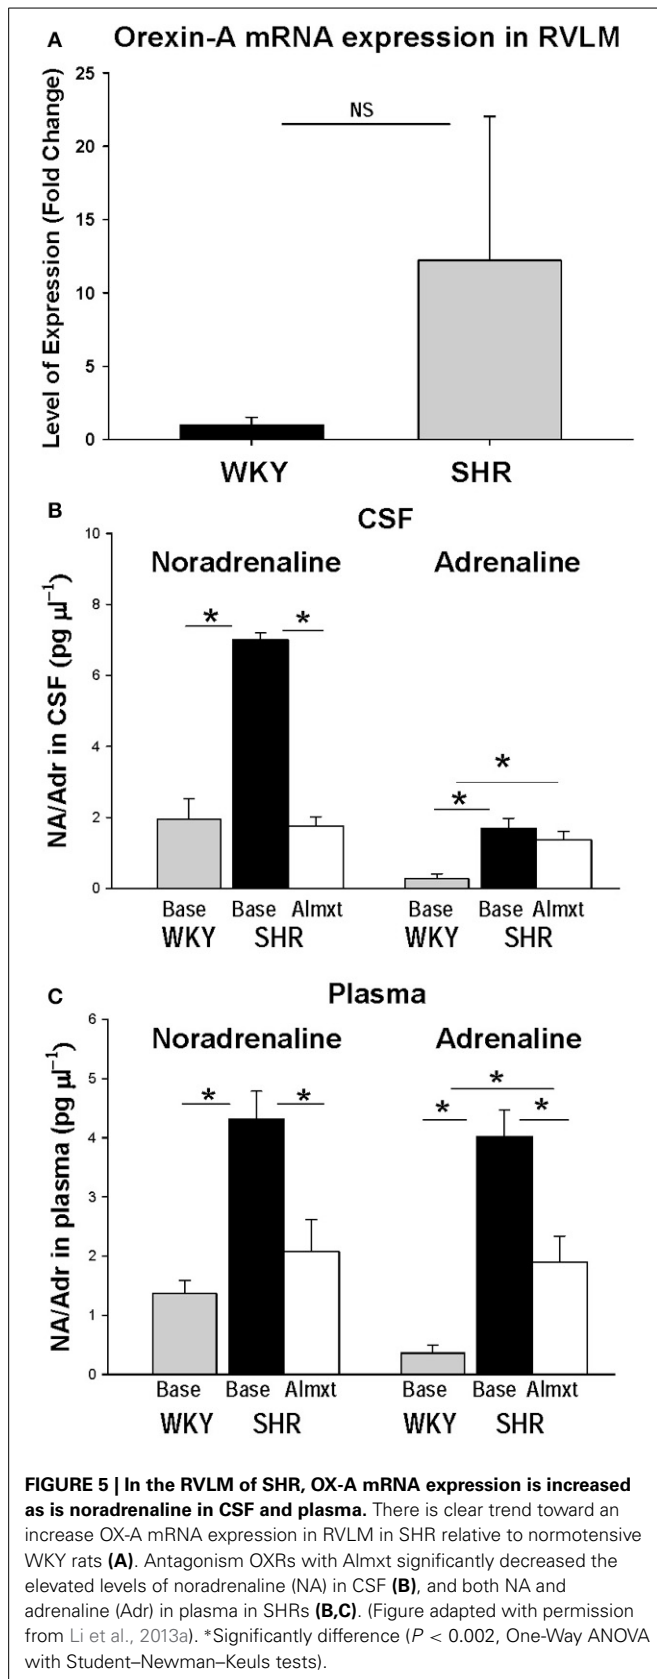 A Orexin-A mRNA expression in RVLM
Level of Expression (Fold Change)
25
20
15
10
5
0
NS
WKY SHR
B CSF
NA/Adr in CSF (pg µl⁻¹)
10
8
6
4
2
0
Noradrenaline Adrenaline
* *
*
*
Base Base Almxt Base Base Almxt
WKY SHR WKY SHR
C Plasma
NA/Adr in plasma (pg µl⁻¹)
6
5
4
3
2
1
0
Noradrenaline Adrenaline
*
* * * *
Base Base Almxt Base Base Almxt
WKY SHR WKY SHR
FIGURE 5 | In the RVLM of SHR, OX-A mRNA expression is increased
as is noradrenaline in CSF and plasma. There is clear trend toward an
increase OX-A mRNA expression in RVLM in SHR relative to normotensive
WKY rats (A). Antagonism OXRs with Almxt significantly decreased the
elevated levels of noradrenaline (NA) in CSF (B), and both NA and
adrenaline (Adr) in plasma in SHRs (B,C). (Figure adapted with permission
from Li et al., 2013a). *Significantly difference (P < 0.002, One-Way ANOVA
with Student–Newman–Keuls tests).